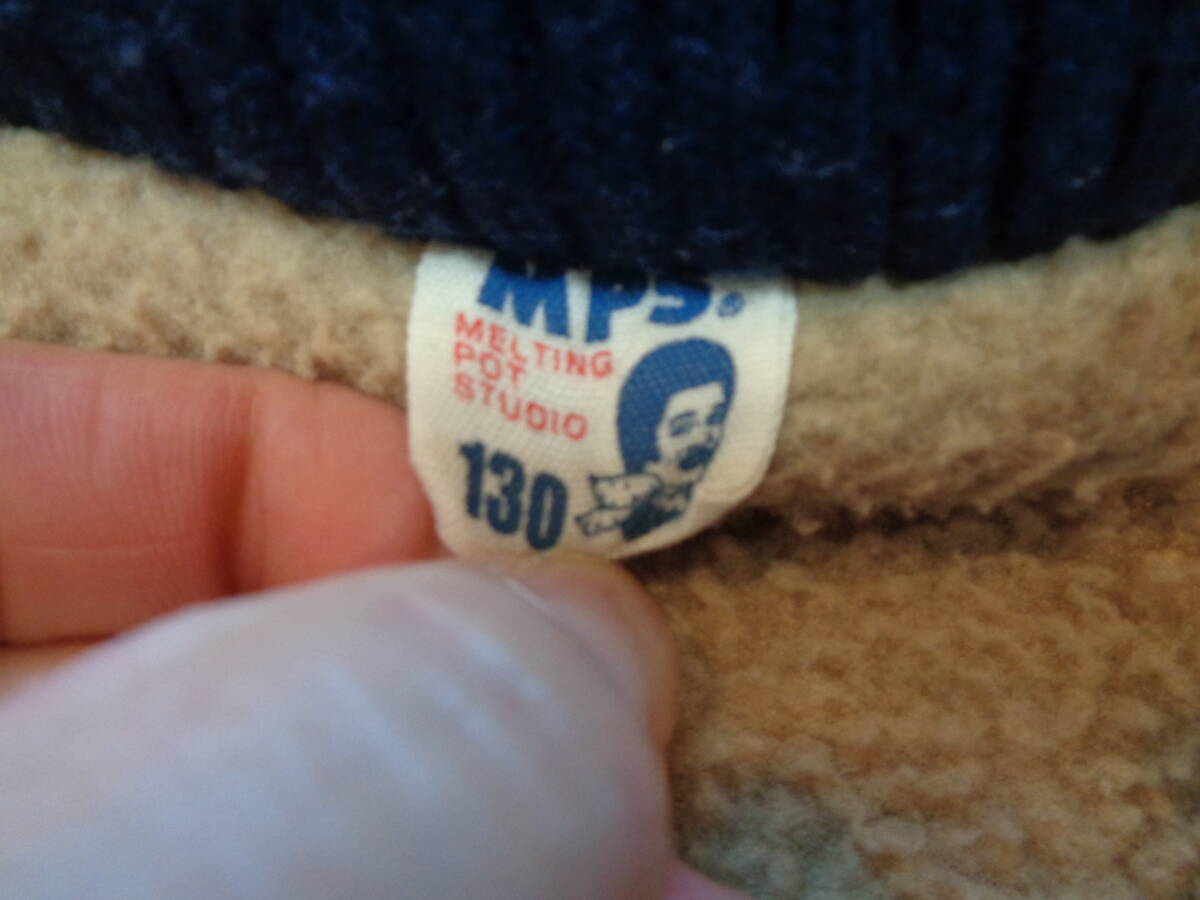 MPS.®
MELTING
POT
STUDIO
130